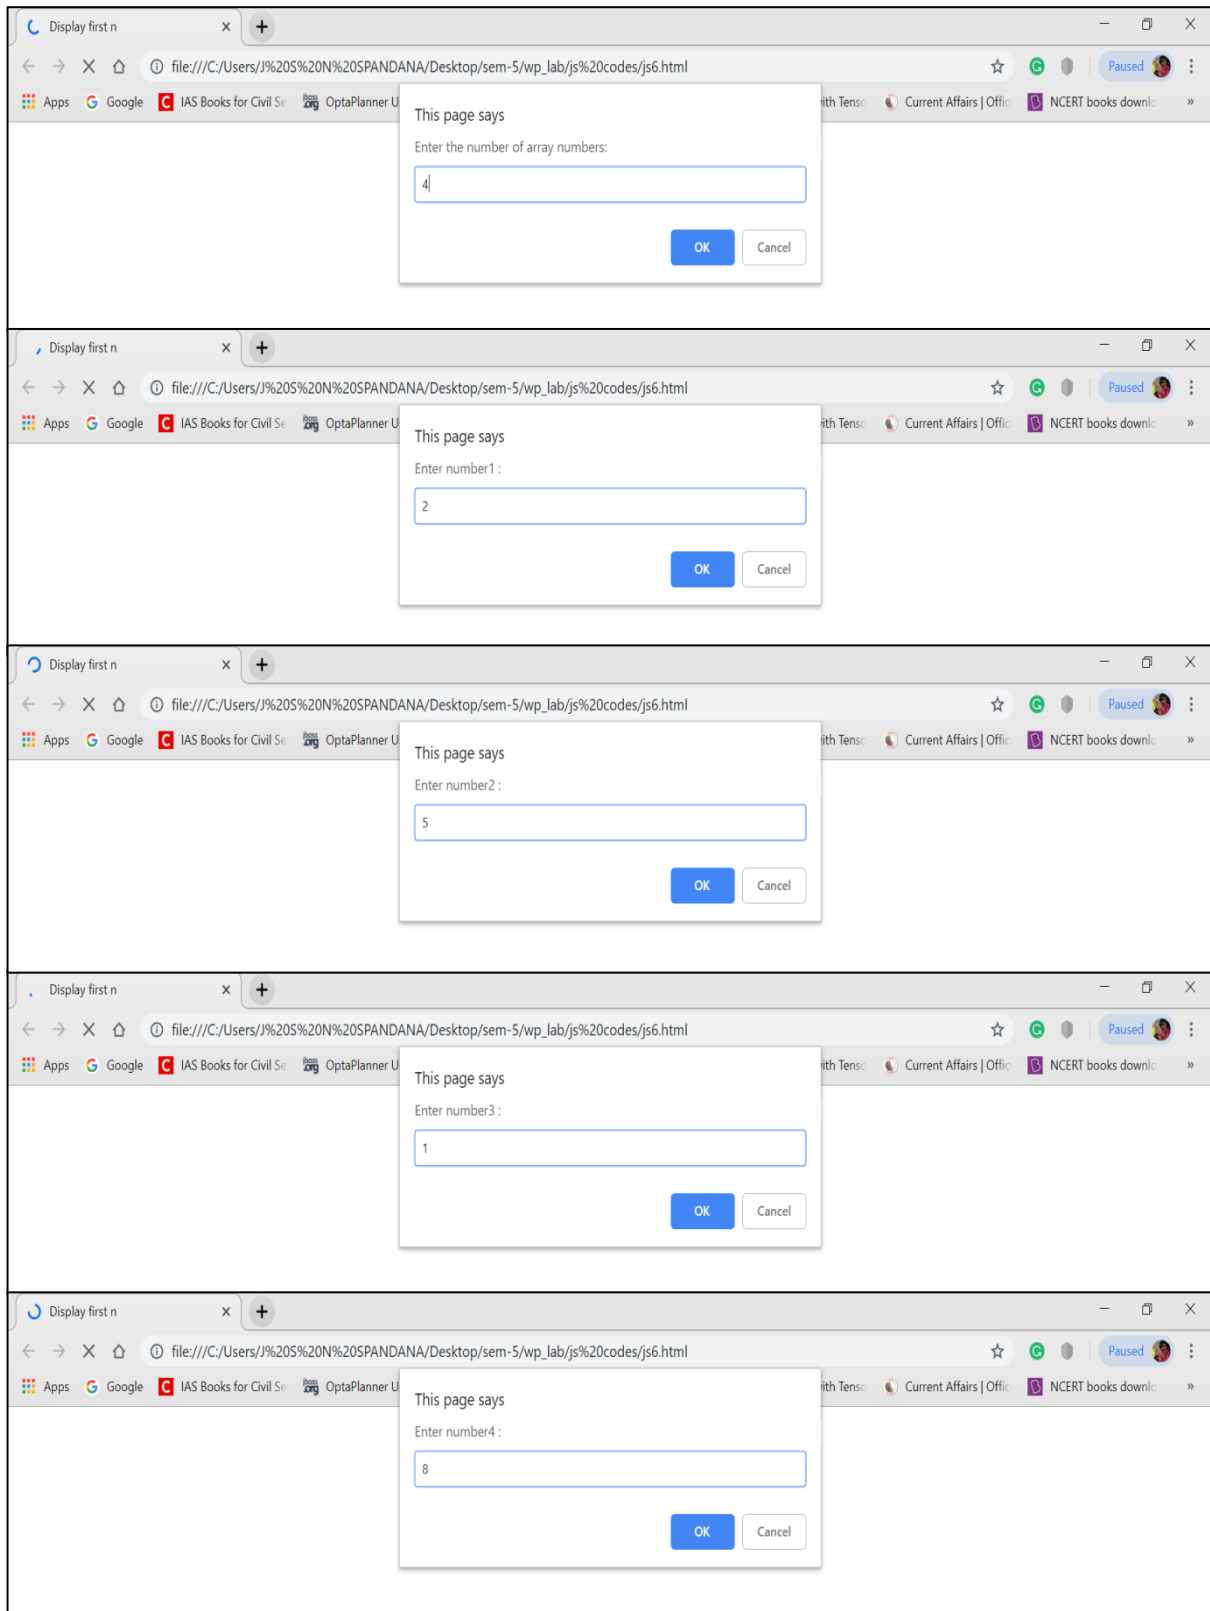 Display first n
file:///C:/Users/J%20S%20N%20SPANDANA/Desktop/sem-5/wp_lab/js%20codes/js6.html Paused
Apps Google IAS Books for Civil Se OptaPlanner U ith Tenso Current Affairs | Offic NCERT books downlo »
This page says
Enter the number of array numbers:
4
OK Cancel
Display first n
file:///C:/Users/J%20S%20N%20SPANDANA/Desktop/sem-5/wp_lab/js%20codes/js6.html Paused
Apps Google IAS Books for Civil Se OptaPlanner U ith Tenso Current Affairs | Offic NCERT books downlo »
This page says
Enter number1 :
2
OK Cancel
Display first n
file:///C:/Users/J%20S%20N%20SPANDANA/Desktop/sem-5/wp_lab/js%20codes/js6.html Paused
Apps Google IAS Books for Civil Se OptaPlanner U ith Tenso Current Affairs | Offic NCERT books downlo »
This page says
Enter number2 :
5
OK Cancel
Display first n
file:///C:/Users/J%20S%20N%20SPANDANA/Desktop/sem-5/wp_lab/js%20codes/js6.html Paused
Apps Google IAS Books for Civil Se OptaPlanner U ith Tenso Current Affairs | Offic NCERT books downlo »
This page says
Enter number3 :
1
OK Cancel
Display first n
file:///C:/Users/J%20S%20N%20SPANDANA/Desktop/sem-5/wp_lab/js%20codes/js6.html Paused
Apps Google IAS Books for Civil Se OptaPlanner U ith Tenso Current Affairs | Offic NCERT books downlo »
This page says
Enter number4 :
8
OK Cancel